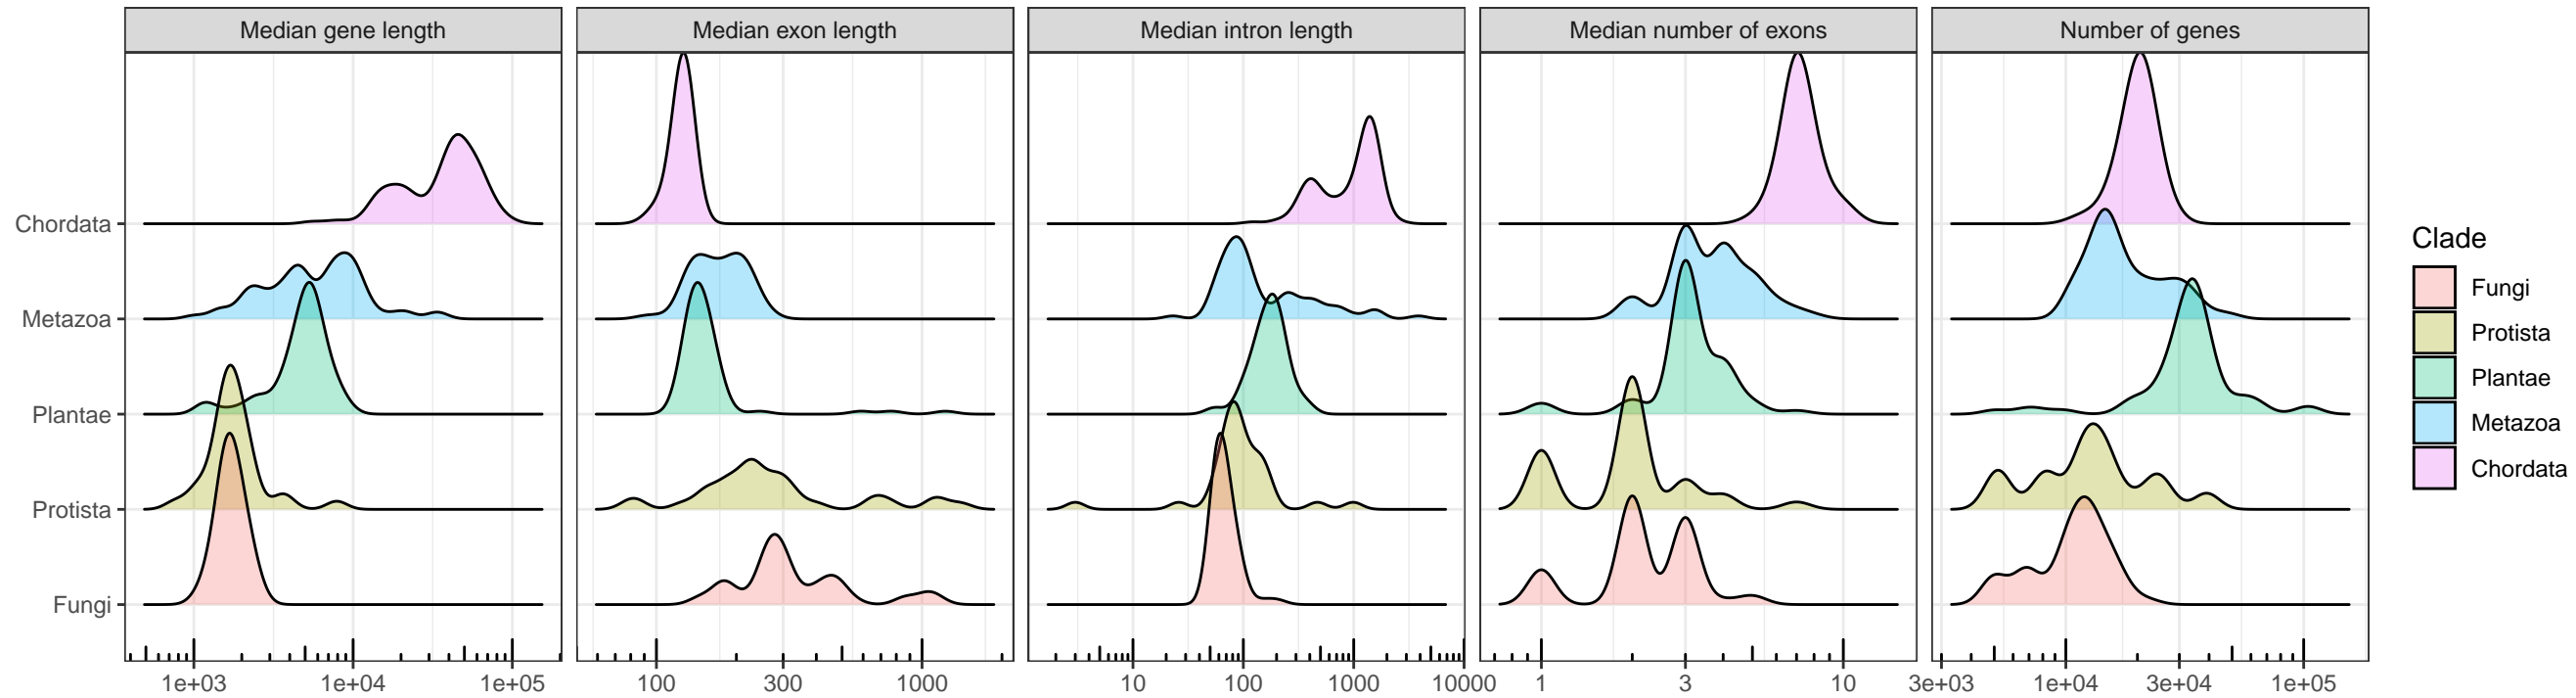 Median gene length
Median exon length
Median intron length
Median number of exons
Number of genes
Chordata
Metazoa
Plantae
Protista
Fungi
1e+03 1e+04 1e+05
100 300 1000
10 100 1000 10000
1 3 10
3e+03 1e+04 3e+04 1e+05
Clade
Fungi
Protista
Plantae
Metazoa
Chordata